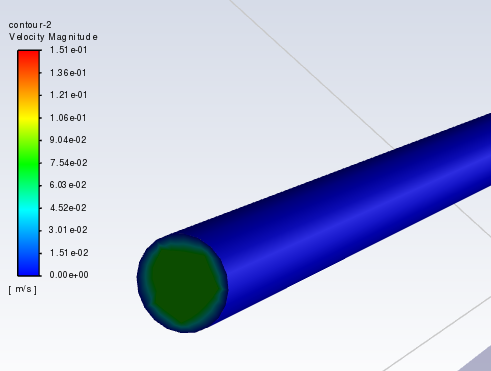 contour-2
Velocity Magnitude
1.51e-01
1.36e-01
1.21e-01
1.06e-01
9.04e-02
7.54e-02
6.03e-02
4.52e-02
3.01e-02
1.51e-02
0.00e+00
[ m/s ]